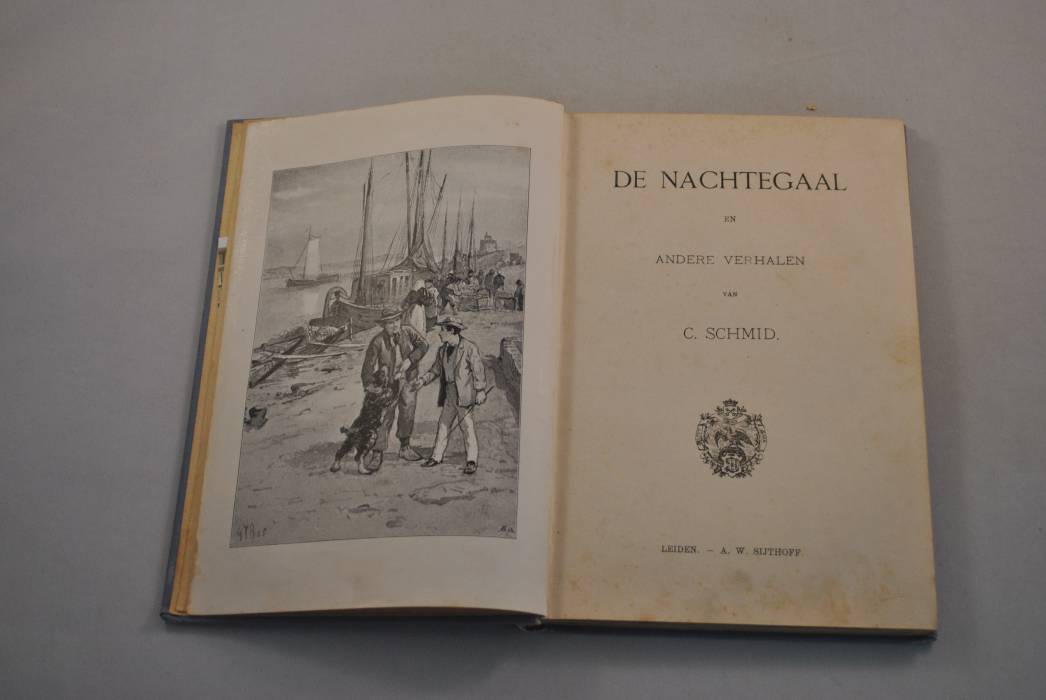 DE NACHTEGAAL
EN
ANDERE VERHALEN
VAN
C. SCHMID.
LEIDEN. – A. W. SIJTHOFF